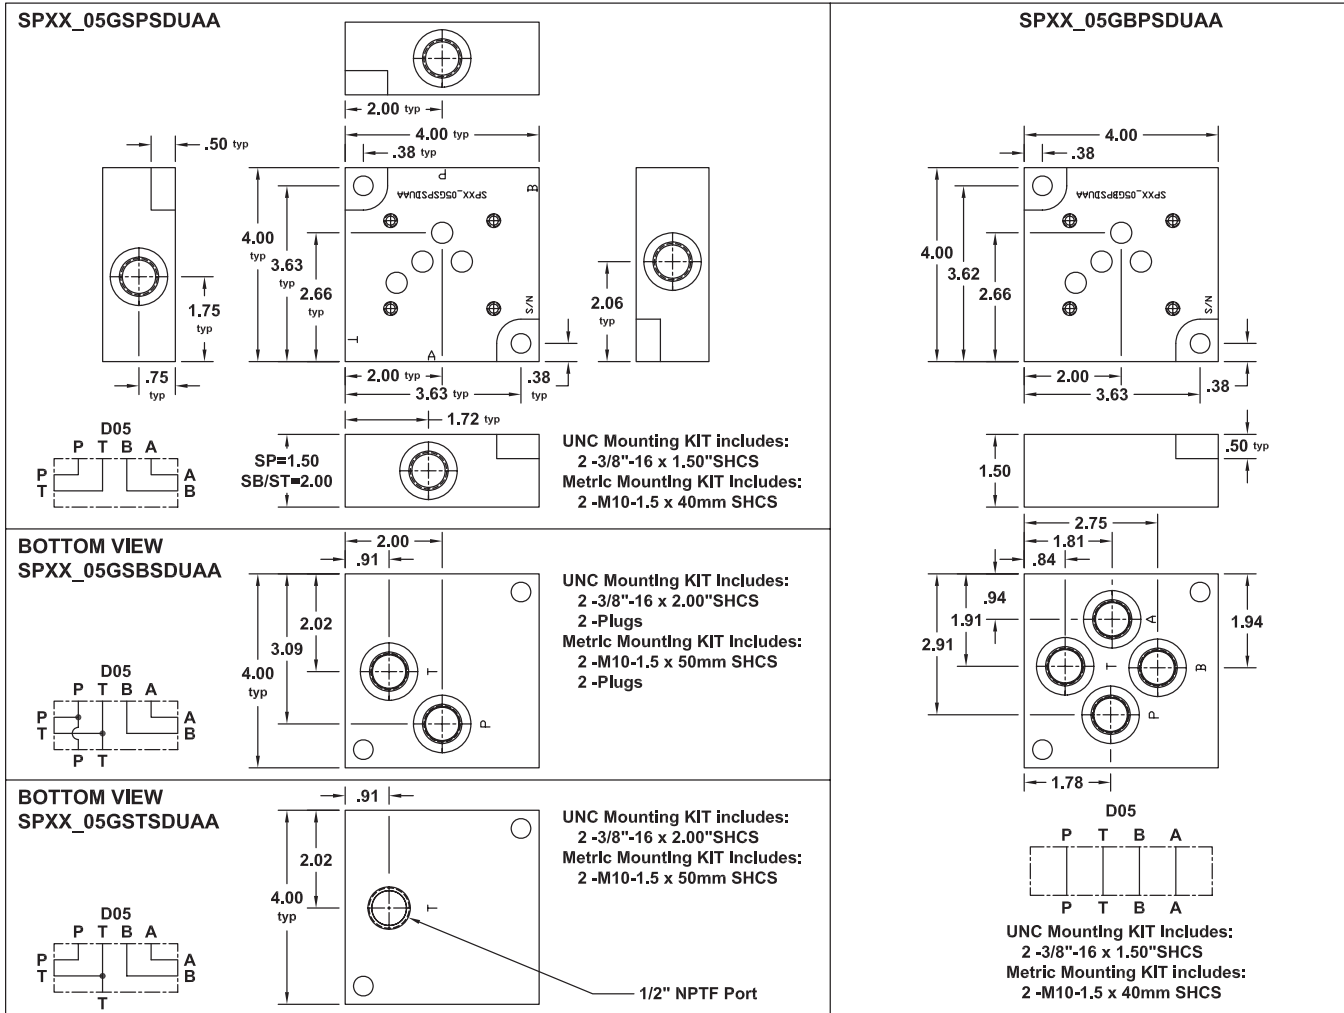 SPXX_05GSPSDUAA
2.00 typ
4.00 typ
.50 typ
.38 typ
P
B
SPXX_05GSPSDUAA
4.00 typ
3.63 typ
2.66 typ
1.75 typ
2.06 typ
S/N
T
A
.75 typ
2.00 typ
.38 typ
3.63 typ
1.72 typ
D05
P T B A
P
T
A
B
SP=1.50
SB/ST=2.00
UNC Mounting KIT includes:
2 -3/8"-16 x 1.50"SHCS
Metric Mounting KIT Includes:
2 -M10-1.5 x 40mm SHCS
BOTTOM VIEW
SPXX_05GSBSDUAA
2.00
.91
2.02
3.09
4.00 typ
T
P
D05
P T B A
P
T
A
B
P T
UNC Mounting KIT Includes:
2 -3/8"-16 x 2.00"SHCS
2 -Plugs
Metric Mounting KIT Includes:
2 -M10-1.5 x 50mm SHCS
2 -Plugs
BOTTOM VIEW
SPXX_05GSTSDUAA
.91
2.02
4.00 typ
T
D05
P T B A
P
T
A
B
T
UNC Mounting KIT includes:
2 -3/8"-16 x 2.00"SHCS
Metric Mounting KIT Includes:
2 -M10-1.5 x 50mm SHCS
1/2" NPTF Port
SPXX_05GBPSDUAA
4.00
.38
SPXX_05GBPSDUAA
4.00
3.62
2.66
S/N
2.00
.38
3.63
1.50
.50 typ
2.75
1.81
.84
.94
1.91
2.91
1.94
A
T
B
P
1.78
D05
P T B A
P T B A
UNC Mounting KIT Includes:
2 -3/8"-16 x 1.50"SHCS
Metric Mounting KIT includes:
2 -M10-1.5 x 40mm SHCS